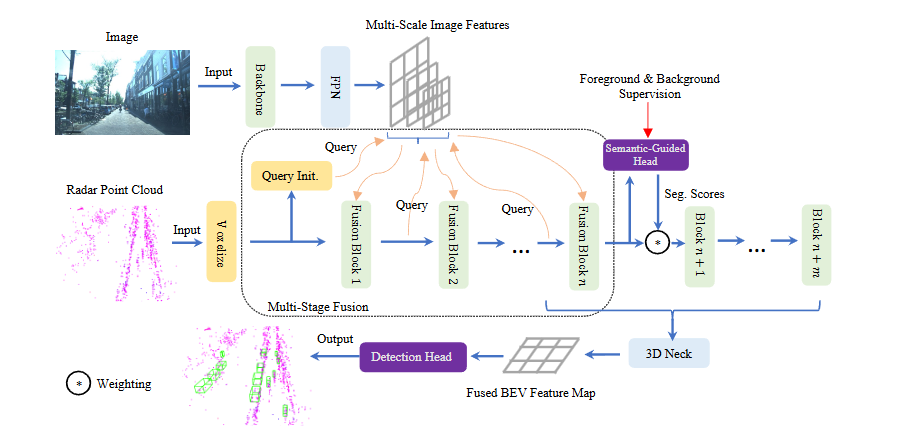 Image
Multi-Scale Image Features
Input
Backbone
FPN
Foreground & Background
Supervision
Query
Semantic-Guided
Head
Query Init.
Radar Point Cloud
Seg. Scores
Input
V oxelize
Query
Query
Fusion Block 1
Fusion Block 2
...
Fusion Block n
*
Block n + 1
...
Block n + m
Multi-Stage Fusion
Output
Detection Head
3D Neck
Fused BEV Feature Map
* Weighting